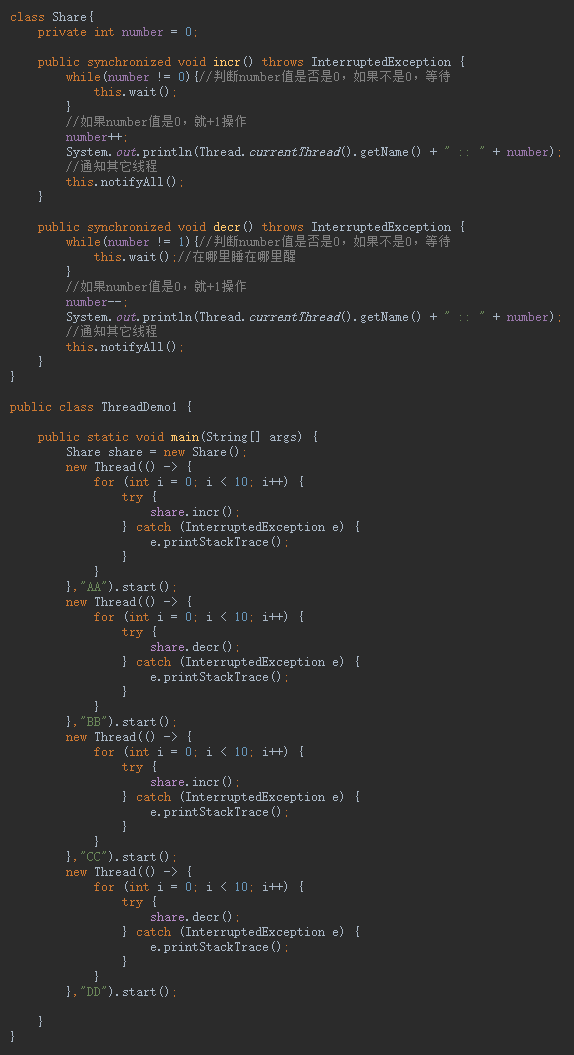 class Share{
    private int number = 0;

    public synchronized void incr() throws InterruptedException {
        while(number != 0){//判断number值是否是0，如果不是0，等待
            this.wait();
        }
        //如果number值是0，就+1操作
        number++;
        System.out.println(Thread.currentThread().getName() + " :: " + number);
        //通知其它线程
        this.notifyAll();
    }

    public synchronized void decr() throws InterruptedException {
        while(number != 1){//判断number值是否是0，如果不是0，等待
            this.wait();//在哪里睡在哪里醒
        }
        //如果number值是0，就+1操作
        number--;
        System.out.println(Thread.currentThread().getName() + " :: " + number);
        //通知其它线程
        this.notifyAll();
    }
}

public class ThreadDemo1 {

    public static void main(String[] args) {
        Share share = new Share();
        new Thread(() -> {
            for (int i = 0; i < 10; i++) {
                try {
                    share.incr();
                } catch (InterruptedException e) {
                    e.printStackTrace();
                }
            }
        },"AA").start();
        new Thread(() -> {
            for (int i = 0; i < 10; i++) {
                try {
                    share.decr();
                } catch (InterruptedException e) {
                    e.printStackTrace();
                }
            }
        },"BB").start();
        new Thread(() -> {
            for (int i = 0; i < 10; i++) {
                try {
                    share.incr();
                } catch (InterruptedException e) {
                    e.printStackTrace();
                }
            }
        },"CC").start();
        new Thread(() -> {
            for (int i = 0; i < 10; i++) {
                try {
                    share.decr();
                } catch (InterruptedException e) {
                    e.printStackTrace();
                }
            }
        },"DD").start();

    }
}